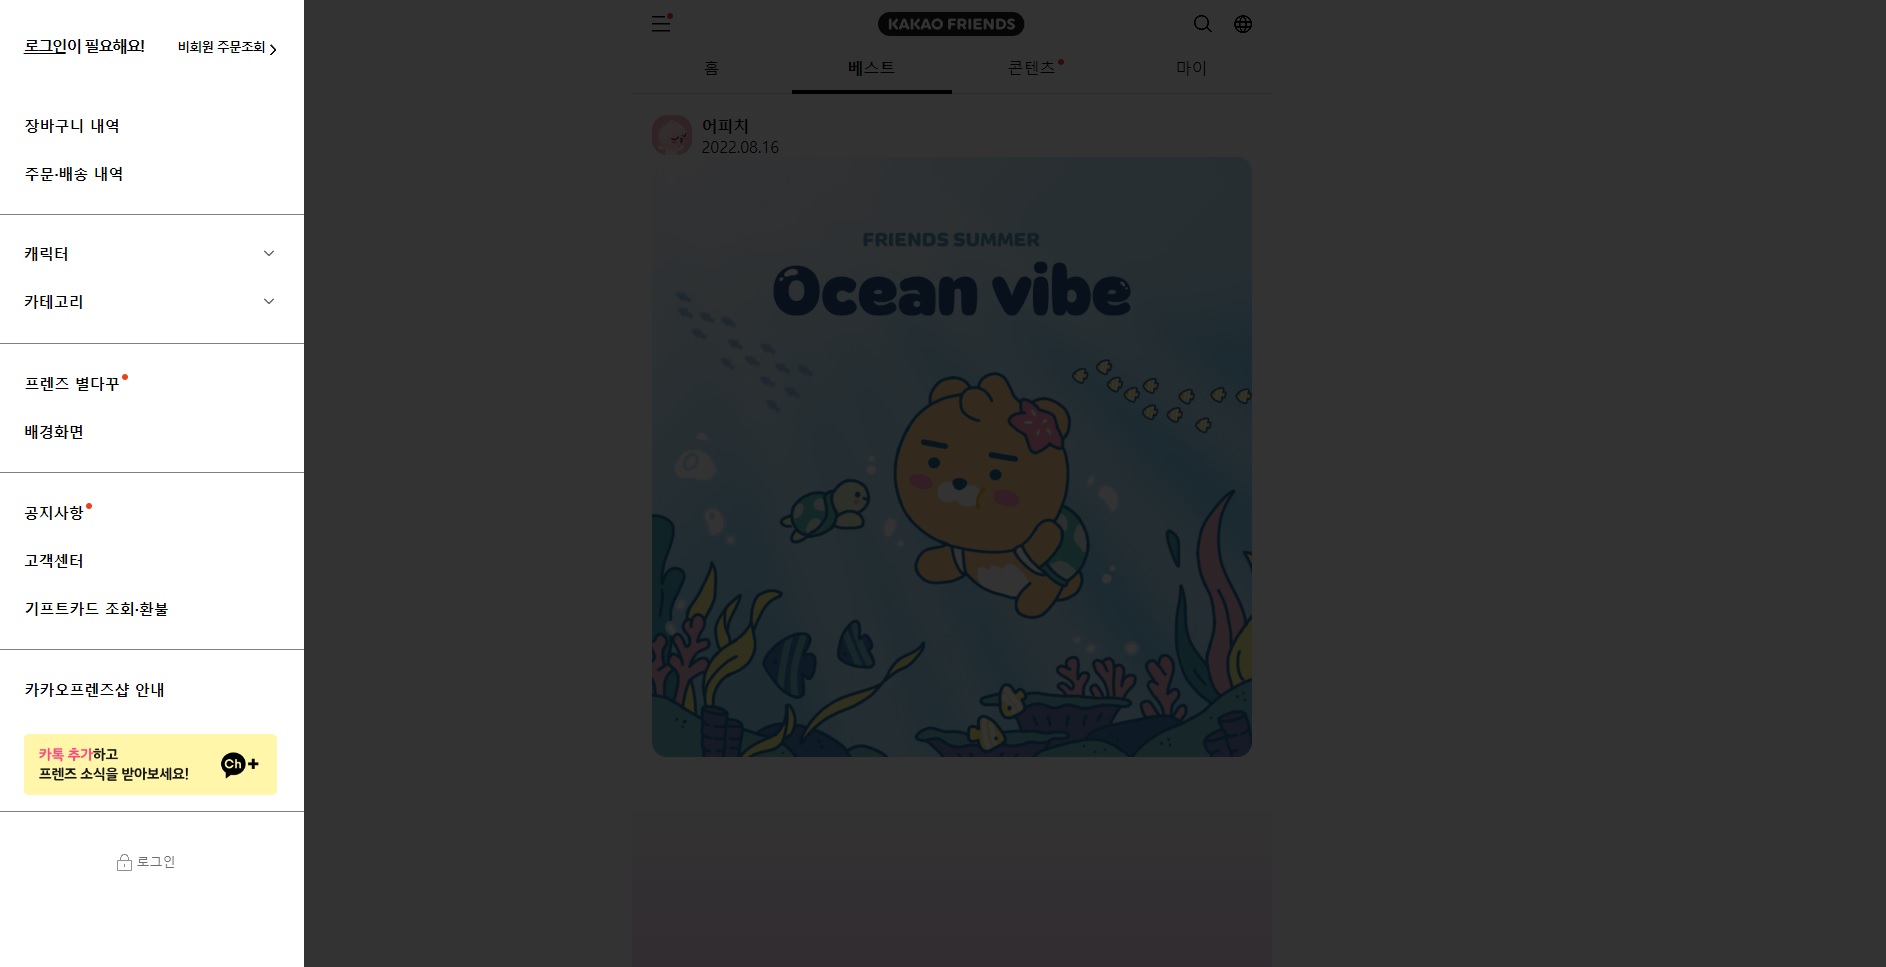 로그인이 필요해요!
비회원 주문조회
장바구니 내역
주문·배송 내역
캐릭터
카테고리
프렌즈 별다꾸
배경화면
공지사항
고객센터
기프트카드 조회·환불
카카오프렌즈샵 안내
카톡 추가하고
프렌즈 소식을 받아보세요!
Ch+
로그인
KAKAO FRIENDS
홈
베스트
콘텐츠
마이
어피치
2022.08.16
FRIENDS SUMMER
Ocean vibe